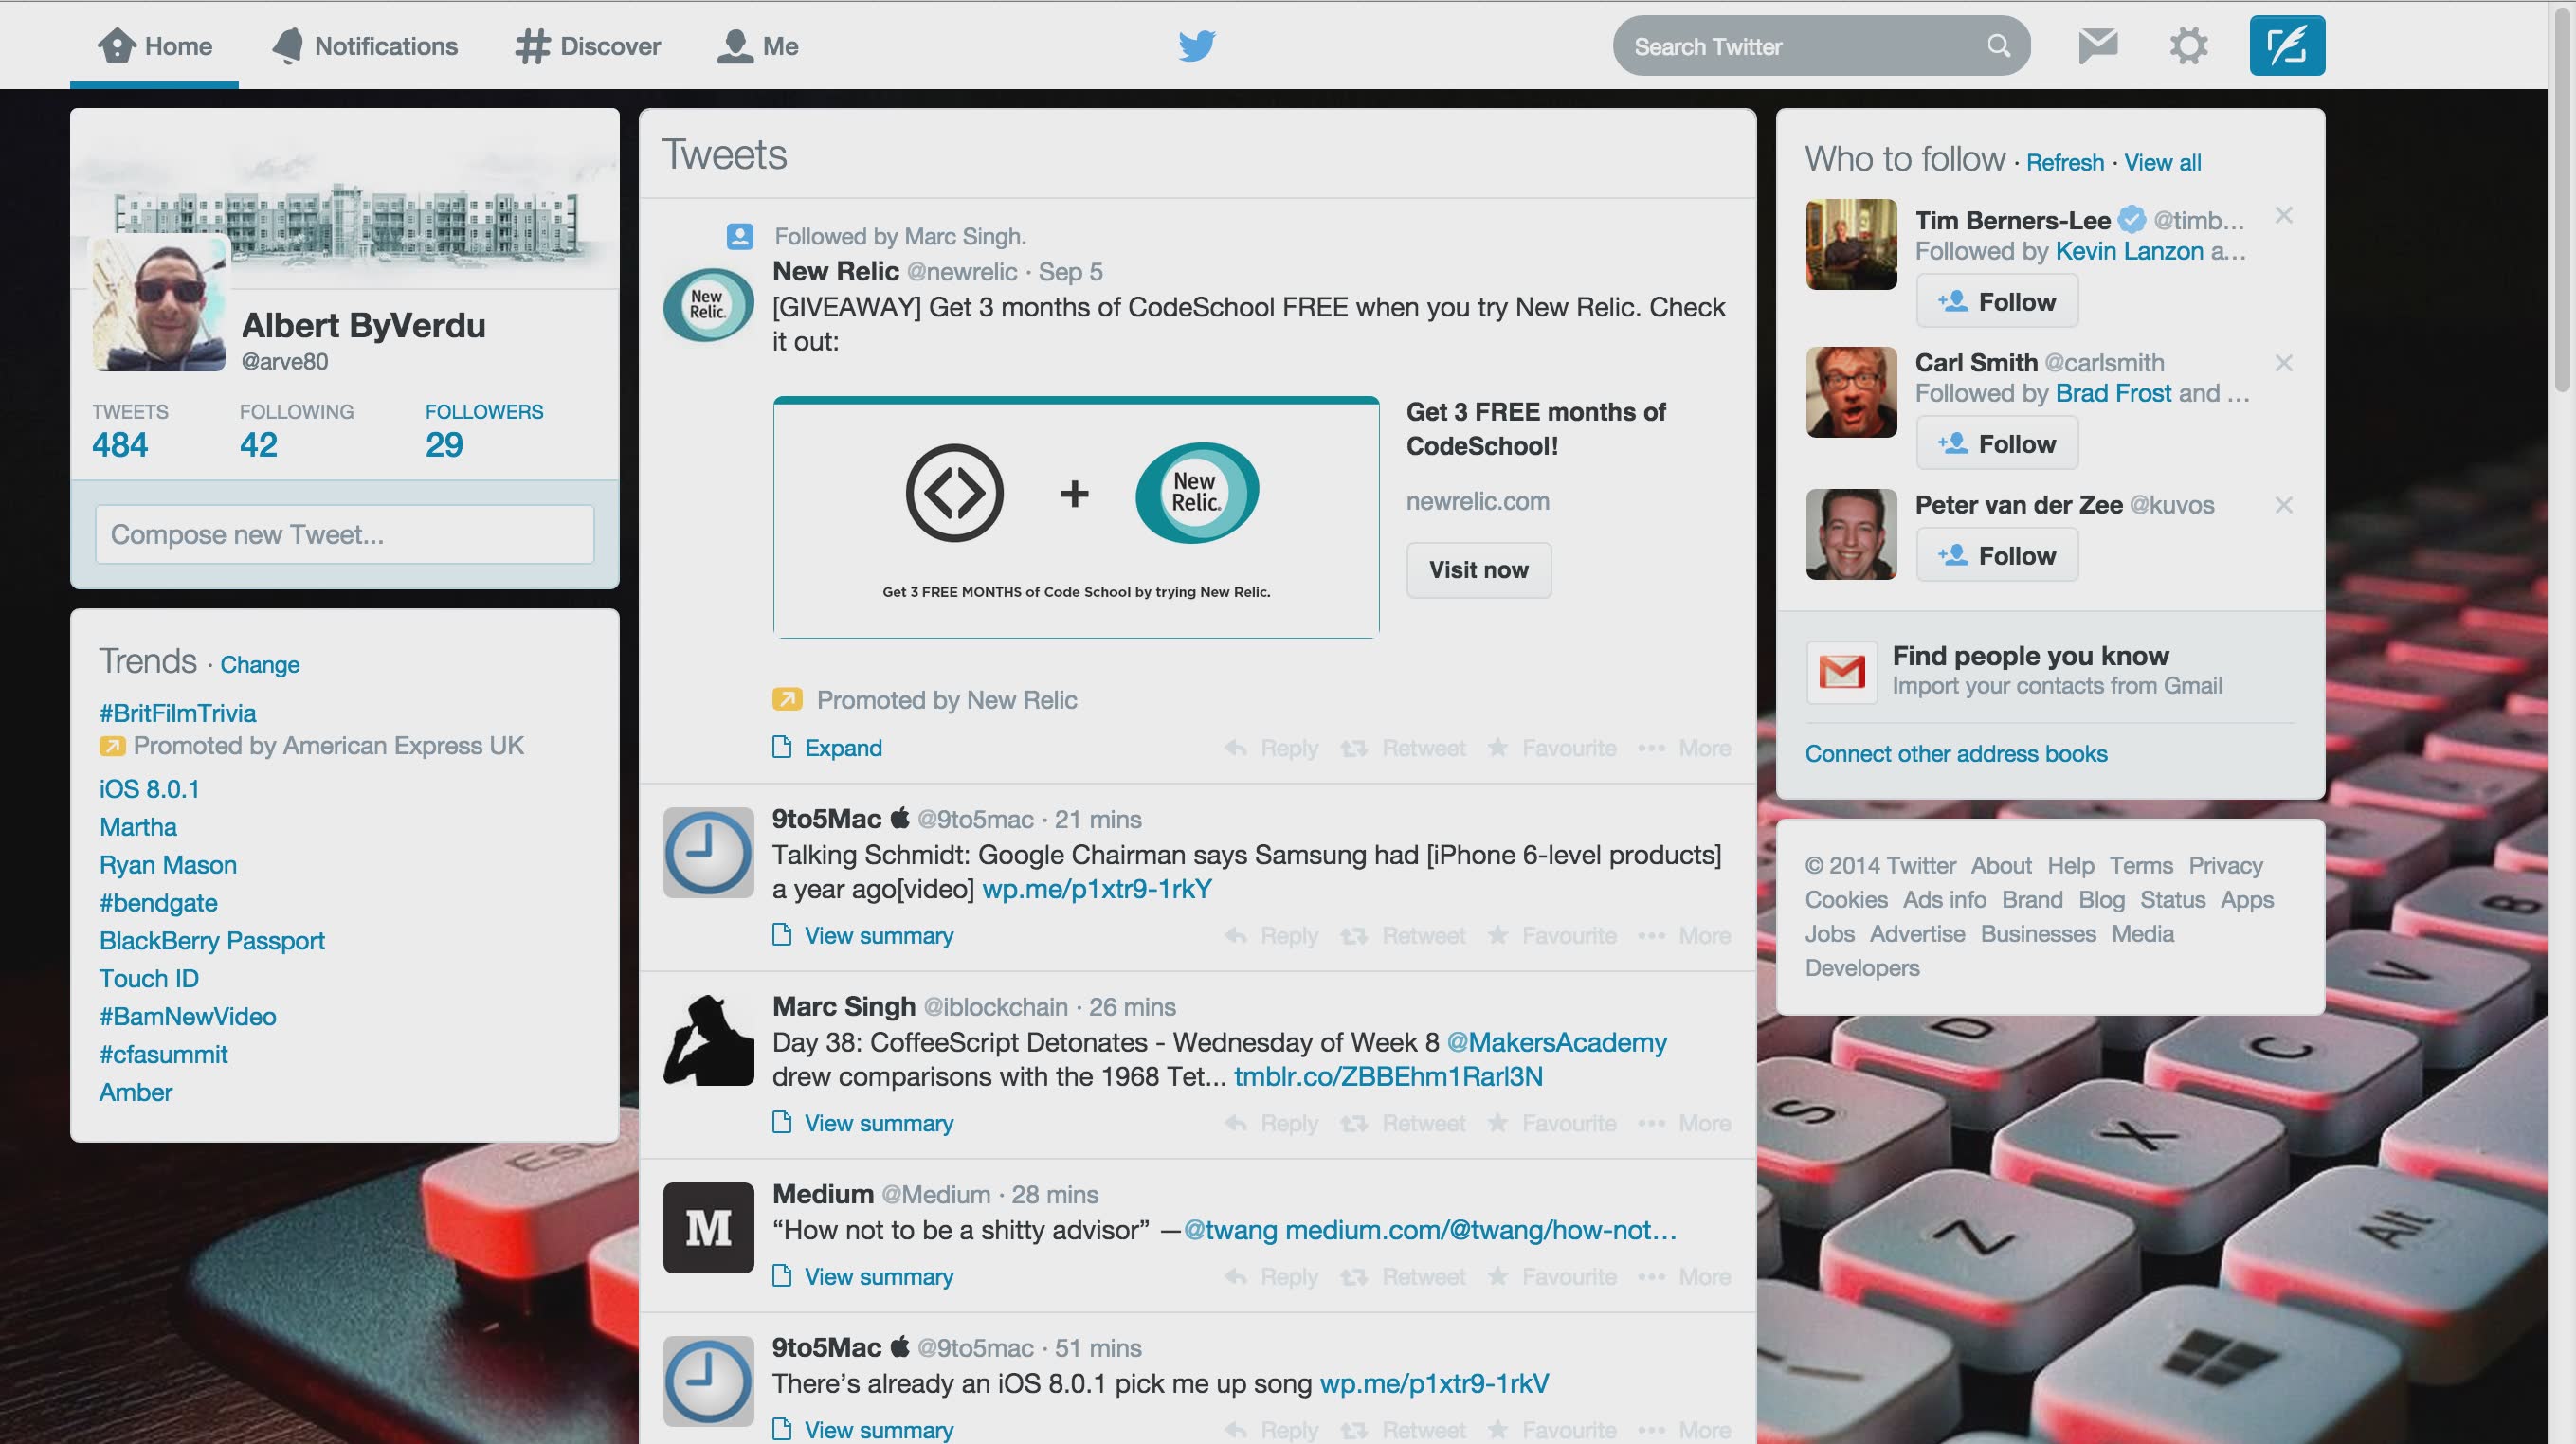 Home Notifications Discover Me Search Twitter
Albert ByVerdu
@arve80
TWEETS FOLLOWING FOLLOWERS
484 42 29
Compose new Tweet...
Trends · Change
#BritFilmTrivia
Promoted by American Express UK
iOS 8.0.1
Martha
Ryan Mason
#bendgate
BlackBerry Passport
Touch ID
#BamNewVideo
#cfasummit
Amber
Tweets
Followed by Marc Singh.
New Relic @newrelic · Sep 5
New
Relic.
[GIVEAWAY] Get 3 months of CodeSchool FREE when you try New Relic. Check
it out:
+
New
Relic.
Get 3 FREE MONTHS of Code School by trying New Relic.
Get 3 FREE months of
CodeSchool!
newrelic.com
Visit now
Promoted by New Relic
Expand Reply Retweet Favourite ••• More
9to5Mac @9to5mac · 21 mins
Talking Schmidt: Google Chairman says Samsung had [iPhone 6-level products]
a year ago[video] wp.me/p1xtr9-1rkY
View summary Reply Retweet Favourite ••• More
Marc Singh @iblockchain · 26 mins
Day 38: CoffeeScript Detonates - Wednesday of Week 8 @MakersAcademy
drew comparisons with the 1968 Tet... tmblr.co/ZBBEhm1Rarl3N
View summary Reply Retweet Favourite ••• More
M
Medium @Medium · 28 mins
“How not to be a shitty advisor” —@twang medium.com/@twang/how-not…
View summary Reply Retweet Favourite ••• More
9to5Mac @9to5mac · 51 mins
There’s already an iOS 8.0.1 pick me up song wp.me/p1xtr9-1rkV
View summary Reply Retweet Favourite ••• More
Who to follow · Refresh · View all
Tim Berners-Lee @timb...
Followed by Kevin Lanzon a...
Follow
Carl Smith @carlsmith
Followed by Brad Frost and ...
Follow
Peter van der Zee @kuvos
Follow
Find people you know
Import your contacts from Gmail
Connect other address books
© 2014 Twitter About Help Terms Privacy
Cookies Ads info Brand Blog Status Apps
Jobs Advertise Businesses Media
Developers
Esc
B
V
D
C
S
X
Z
Alt